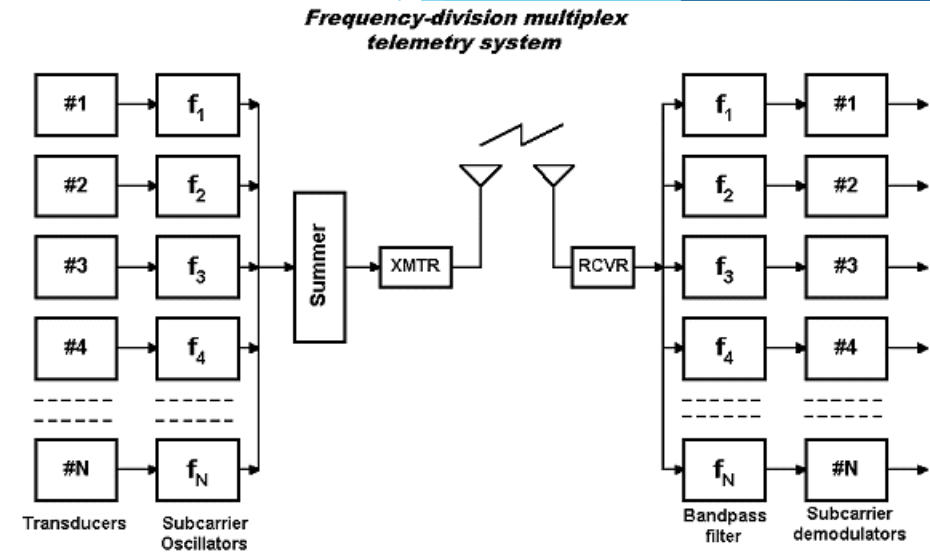 Frequency-division multiplex
telemetry system
#1 f1 f1 #1
#2 f2 f2 #2
Summer
#3 f3 XMTR RCVR f3 #3
#4 f4 f4 #4
#N fN fN #N
Transducers
Subcarrier
Oscillators
Bandpass
filter
Subcarrier
demodulators